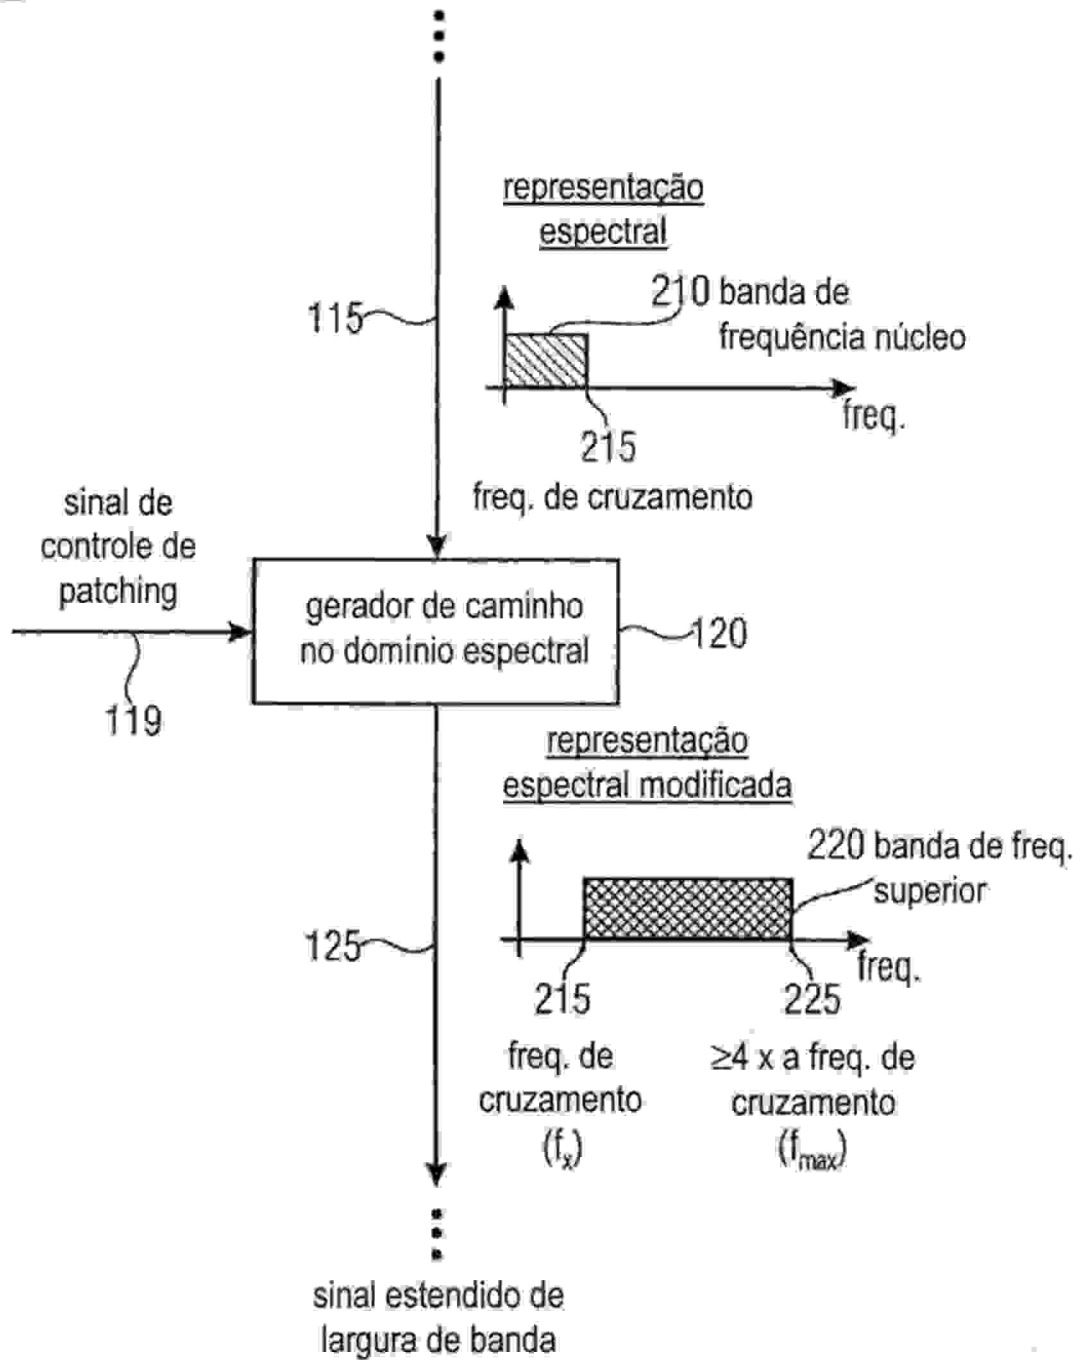 representação
espectral
210 banda de
frequência núcleo
115
freq.
215
freq. de cruzamento
sinal de
controle de
patching
gerador de caminho
no domínio espectral
120
119
representação
espectral modificada
220 banda de freq.
superior
125
freq.
215
225
freq. de
cruzamento
(fx)
≥4 x a freq. de
cruzamento
(fmax)
sinal estendido de
largura de banda